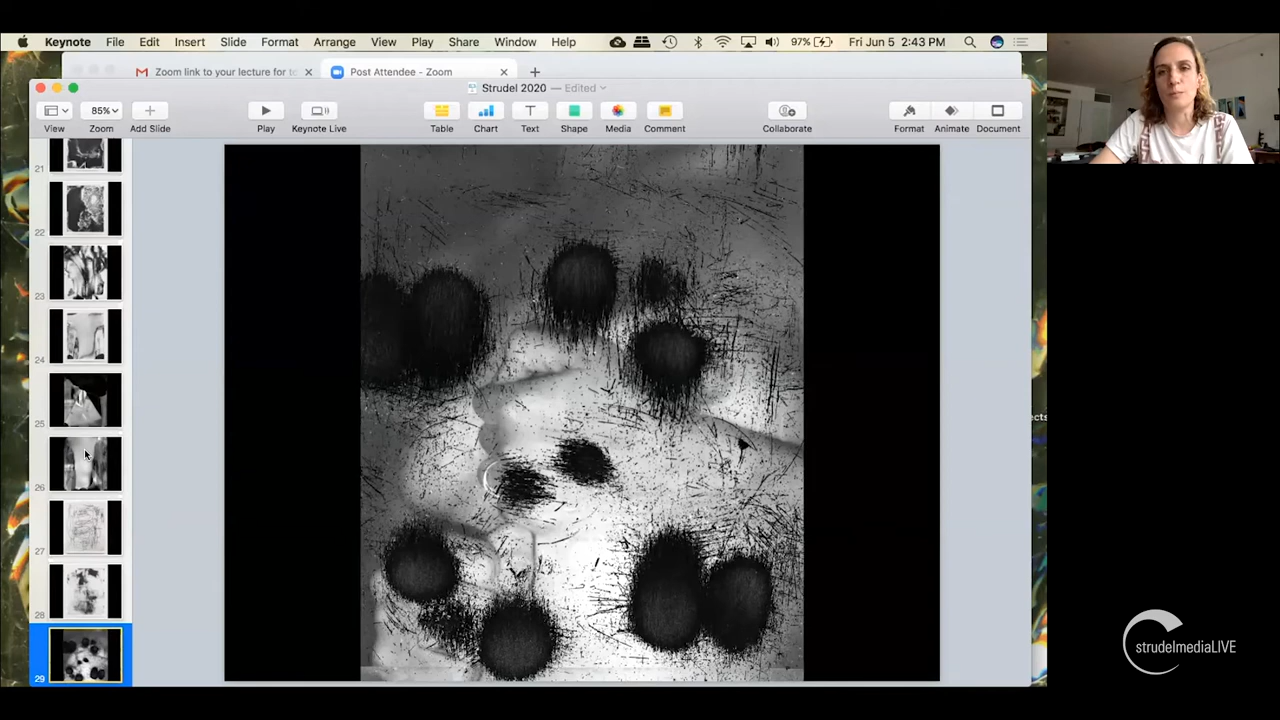 Keynote File Edit Insert Slide Format Arrange View Play Share Window Help 97% Fri Jun 5 2:43 PM
Zoom link to your lecture for to
Post Attendee - Zoom
Strudel 2020 — Edited
85%
View Zoom Add Slide Play Keynote Live Table Chart Text Shape Media Comment Collaborate Format Animate Document
21
22
23
24
25
26
27
28
29
ects
strudelmediaLIVE